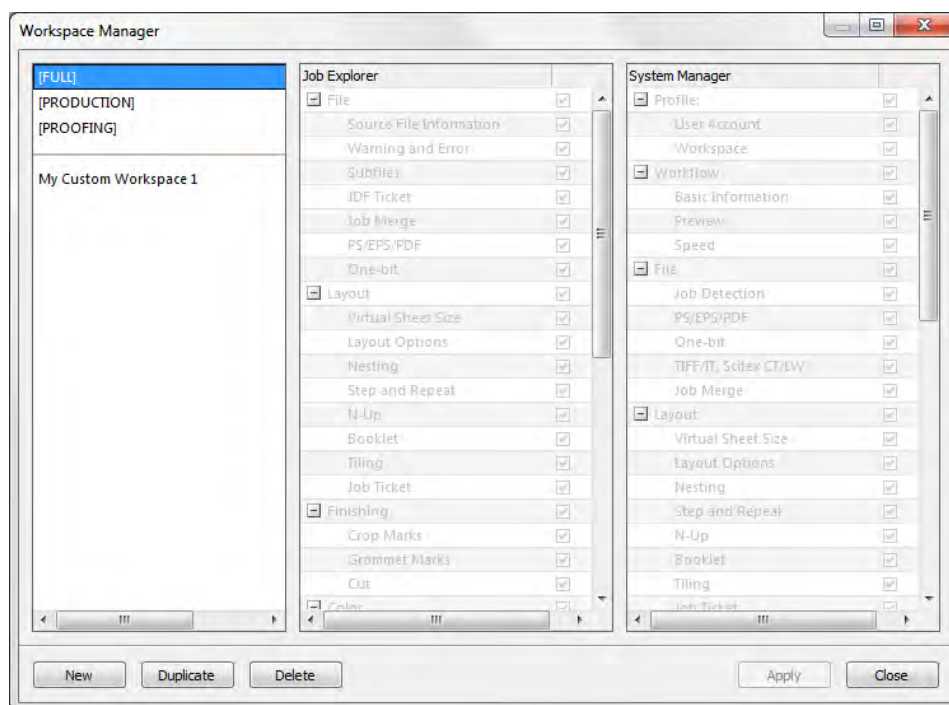 Workspace Manager
[FULL]
[PRODUCTION]
[PROOFING]
My Custom Workspace 1
Job Explorer
File
Source File Information
Warning and Error
Subfiles
JDF Ticket
Job Merge
PS/EPS/PDF
One-bit
Layout
Virtual Sheet Size
Layout Options
Nesting
Step and Repeat
N-Up
Booklet
Tiling
Job Ticket
Finishing
Crop Marks
Grommet Marks
Cut
Color
System Manager
Profile:
User Account
Workspace
Workflow
Basic Information
Preview
Speed
File
Job Detection
PS/EPS/PDF
One-bit
TIFF/IT, Scitex CT/LW
Job Merge
Layout
Virtual Sheet Size
Layout Options
Nesting
Step and Repeat
N-Up
Booklet
Tiling
Job Ticket
New
Duplicate
Delete
Apply
Close